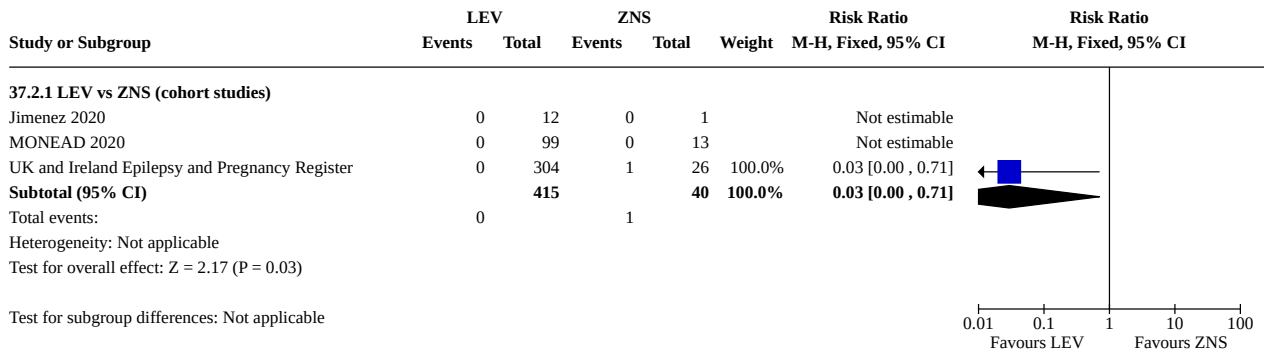 LEV ZNS Risk Ratio Risk Ratio
Study or Subgroup Events Total Events Total Weight M-H, Fixed, 95% CI M-H, Fixed, 95% CI
37.2.1 LEV vs ZNS (cohort studies)
Jimenez 2020 0 12 0 1 Not estimable
MONEAD 2020 0 99 0 13 Not estimable
UK and Ireland Epilepsy and Pregnancy Register 0 304 1 26 100.0% 0.03 [0.00 , 0.71]
Subtotal (95% CI) 415 40 100.0% 0.03 [0.00 , 0.71]
Total events: 0 1
Heterogeneity: Not applicable
Test for overall effect: Z = 2.17 (P = 0.03)
Test for subgroup differences: Not applicable
0.01 0.1 1 10 100
Favours LEV Favours ZNS